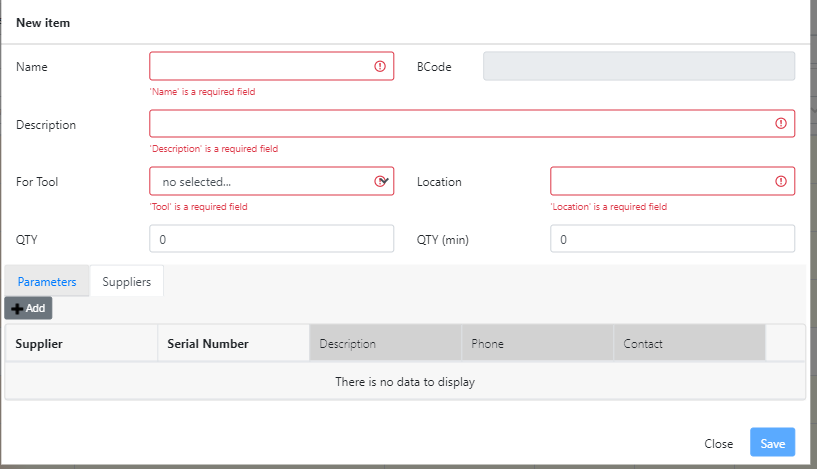 New item
Name
BCode
'Name' is a required field
Description
'Description' is a required field
For Tool no selected... Location
'Tool' is a required field 'Location' is a required field
QTY 0 QTY (min) 0
Parameters Suppliers
Add
Supplier Serial Number Description Phone Contact
There is no data to display
Close Save